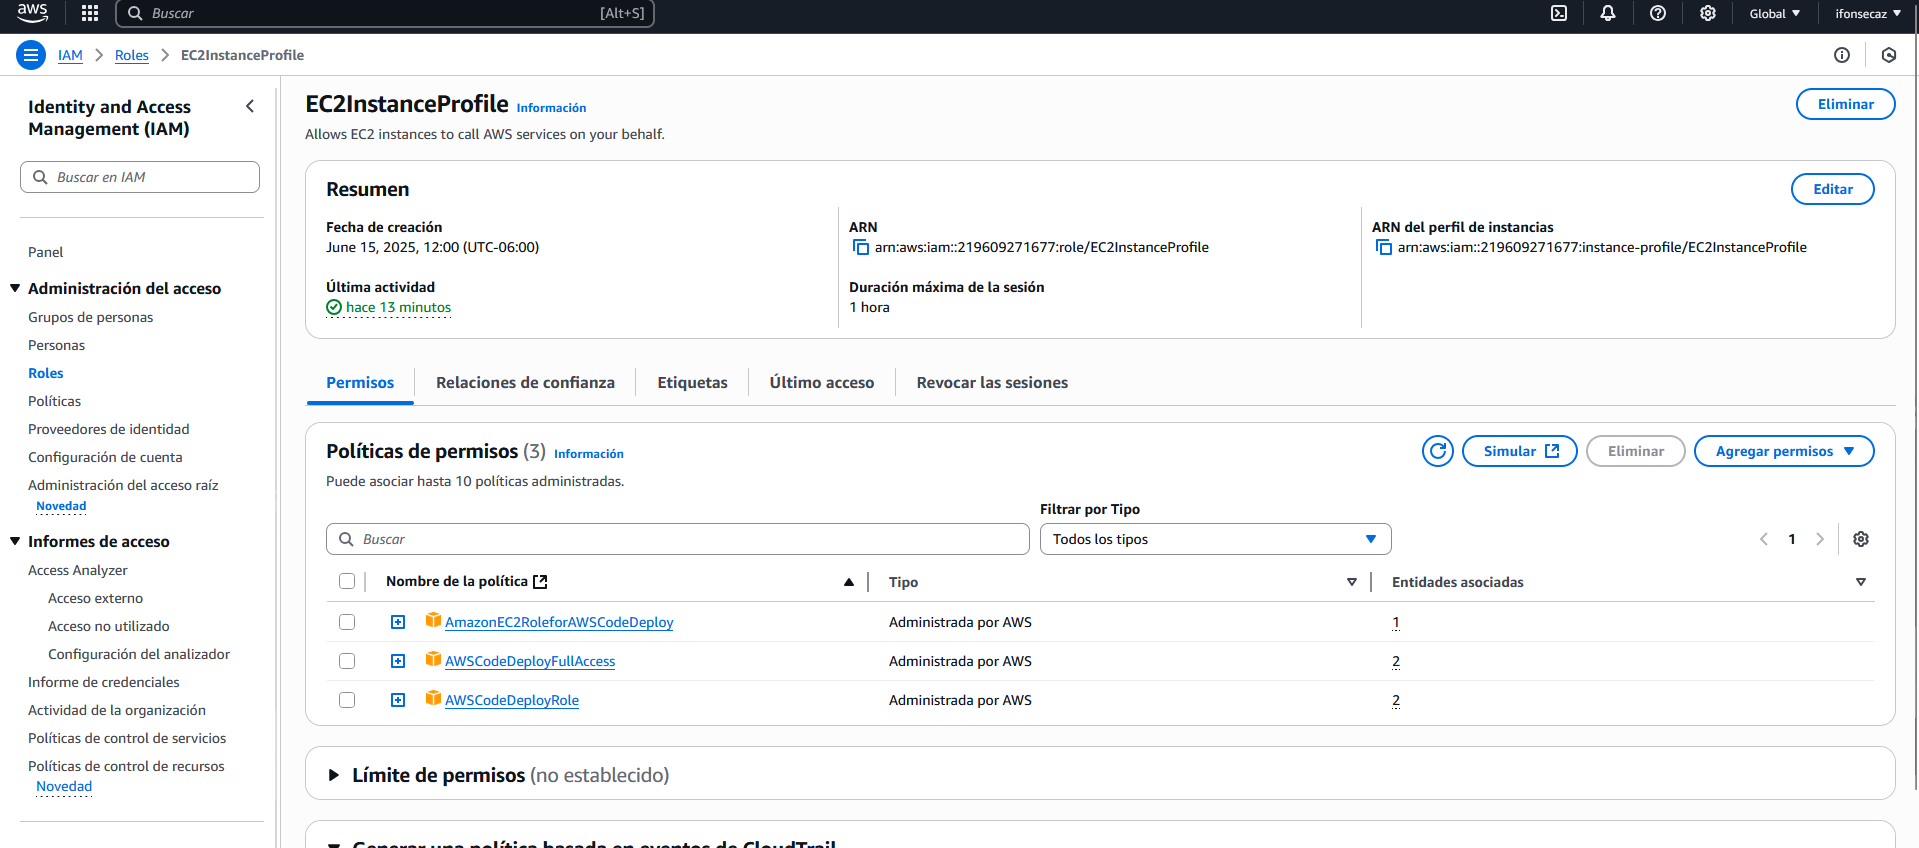 aws
Buscar [Alt+S]
Global ifonsecaz
IAM > Roles > EC2InstanceProfile
Identity and Access
Management (IAM)
Buscar en IAM
Panel
Administración del acceso
Grupos de personas
Personas
Roles
Políticas
Proveedores de identidad
Configuración de cuenta
Administración del acceso raíz
Novedad
Informes de acceso
Access Analyzer
Acceso externo
Acceso no utilizado
Configuración del analizador
Informe de credenciales
Actividad de la organización
Políticas de control de servicios
Políticas de control de recursos
Novedad
EC2InstanceProfile Información
Eliminar
Allows EC2 instances to call AWS services on your behalf.
Resumen
Editar
Fecha de creación
June 15, 2025, 12:00 (UTC-06:00)
Última actividad
hace 13 minutos
ARN
arn:aws:iam::219609271677:role/EC2InstanceProfile
Duración máxima de la sesión
1 hora
ARN del perfil de instancias
arn:aws:iam::219609271677:instance-profile/EC2InstanceProfile
Permisos Relaciones de confianza Etiquetas Último acceso Revocar las sesiones
Políticas de permisos (3) Información
Simular Eliminar Agregar permisos
Puede asociar hasta 10 políticas administradas.
Filtrar por Tipo
Buscar Todos los tipos 1
Nombre de la política Tipo Entidades asociadas
AmazonEC2RoleforAWSCodeDeploy Administrada por AWS 1
AWSCodeDeployFullAccess Administrada por AWS 2
AWSCodeDeployRole Administrada por AWS 2
Límite de permisos (no establecido)
Generar una política basada en eventos de CloudTrail